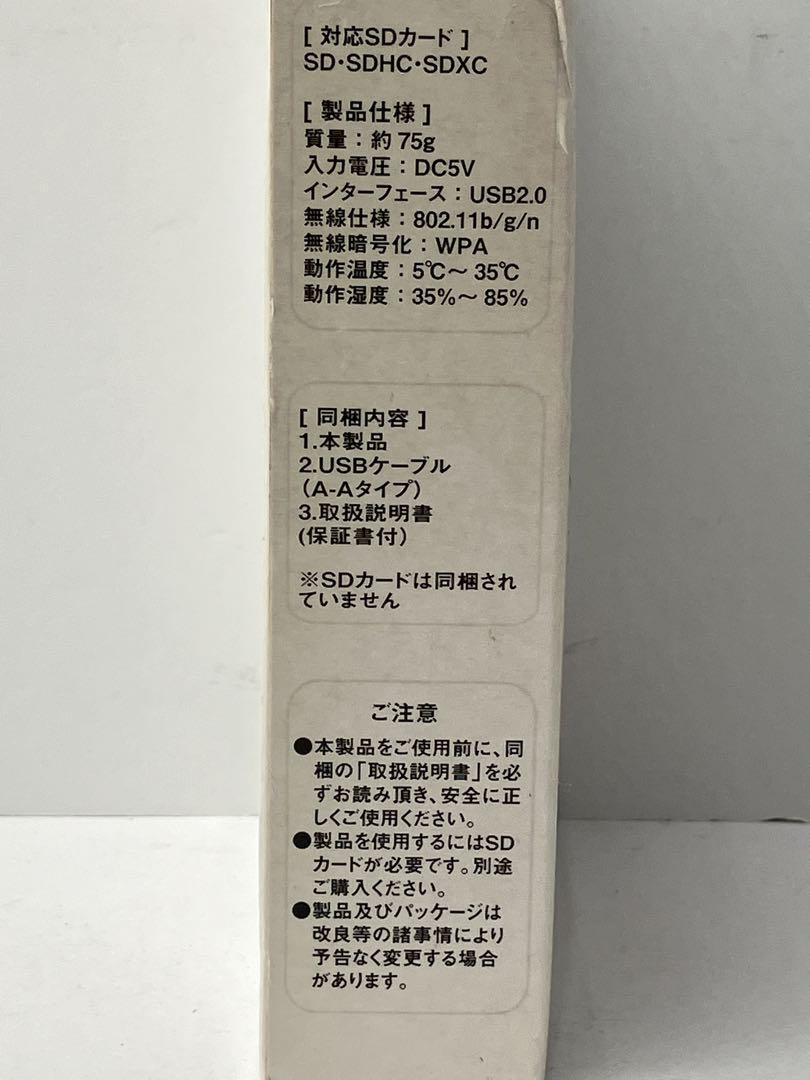 [ 対応SDカード ]
SD・SDHC・SDXC
[ 製品仕様 ]
質量：約 75g
入力電圧：DC5V
インターフェース：USB2.0
無線仕様：802.11b/g/n
無線暗号化：WPA
動作温度：5℃～ 35℃
動作湿度：35%～ 85%
[ 同梱内容 ]
1.本製品
2.USBケーブル
（A-Aタイプ）
3.取扱説明書
(保証書付）
※SDカードは同梱され
ていません
ご注意
●本製品をご使用前に、同
梱の「取扱説明書」を必
ずお読み頂き、安全に正
しくご使用ください。
●製品を使用するにはSD
カードが必要です。別途
ご購入ください。
●製品及びパッケージは
改良等の諸事情により
予告なく変更する場合
があります。